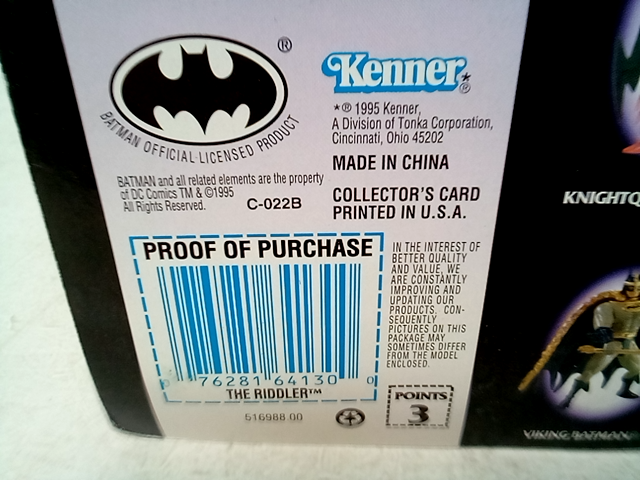 ®
BATMAN OFFICIAL LICENSED PRODUCT
Kenner*®
*® 1995 Kenner,
A Division of Tonka Corporation,
Cincinnati, Ohio 45202
MADE IN CHINA
BATMAN and all related elements are the property
of DC Comics TM & ©1995
All Rights Reserved.
C-022B
COLLECTOR'S CARD
PRINTED IN U.S.A.
PROOF OF PURCHASE
0 76281 64130 0
THE RIDDLER™
516988.00
IN THE INTEREST OF
BETTER QUALITY
AND VALUE, WE
ARE CONSTANTLY
IMPROVING AND
UPDATING OUR
PRODUCTS. CON-
SEQUENTLY
PICTURES ON THIS
PACKAGE MAY
SOMETIMES DIFFER
FROM THE MODEL
ENCLOSED.
POINTS
3
KNIGHTQ
VIKING BATMAN